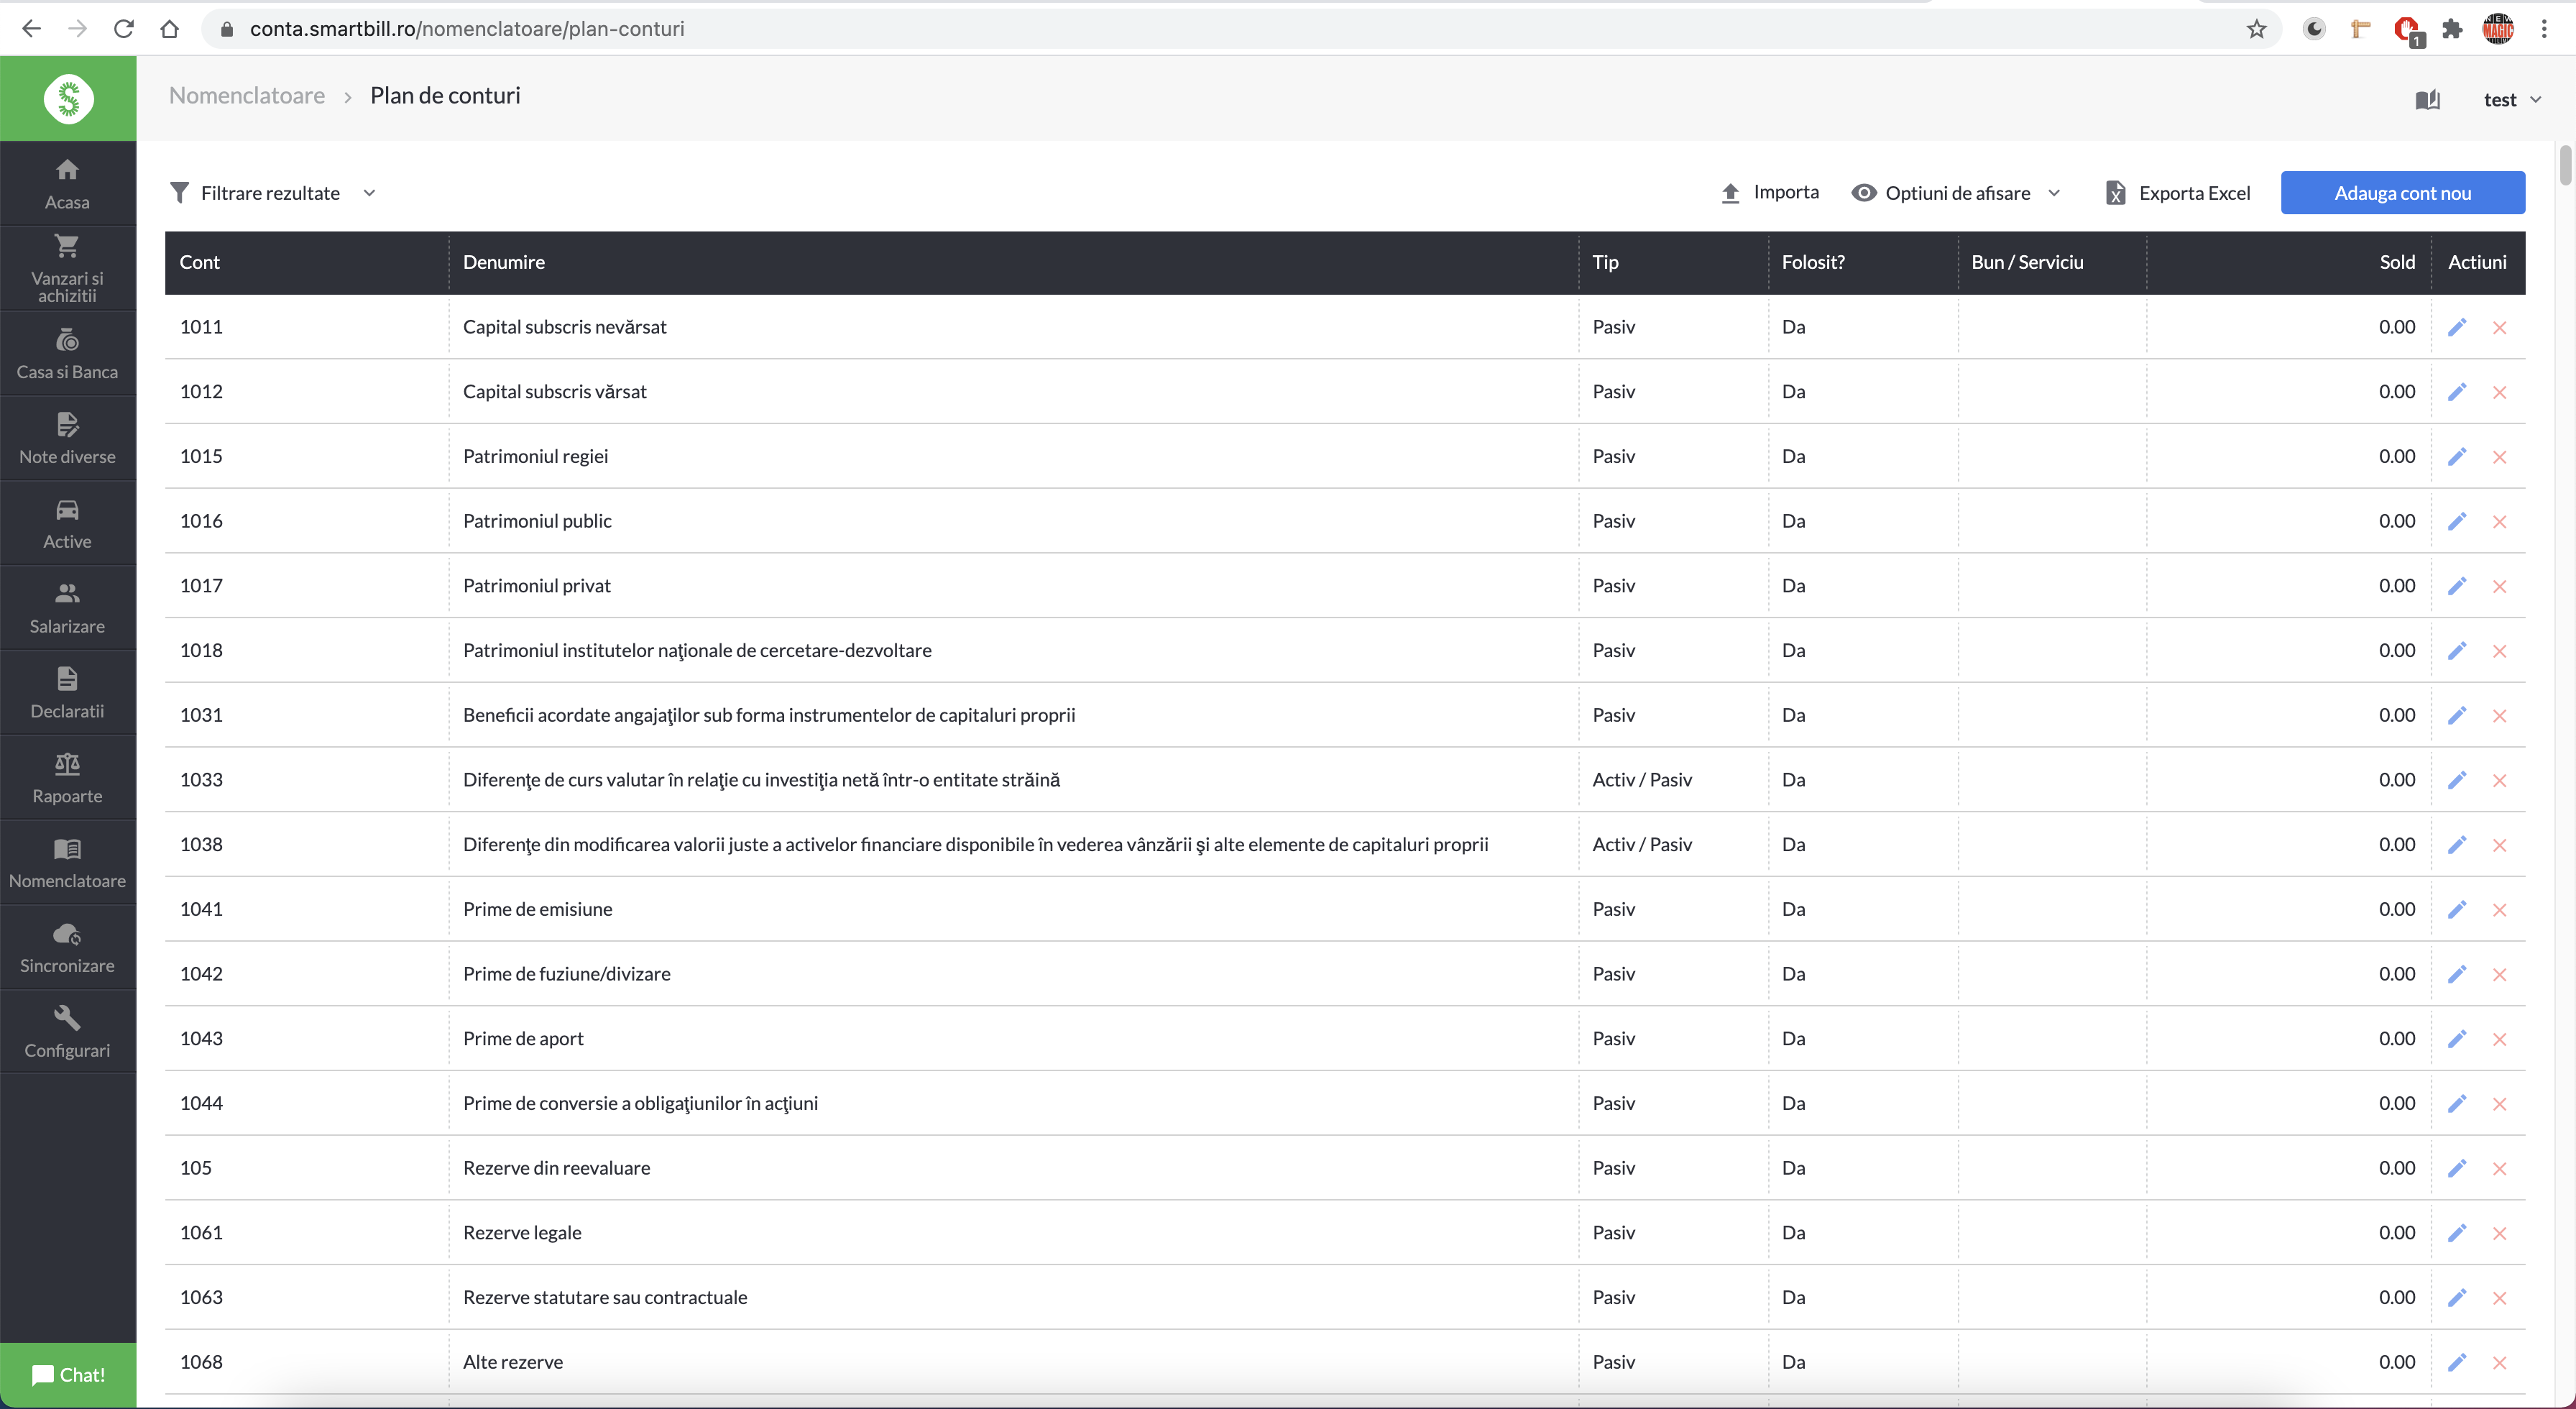 conta.smartbill.ro/nomenclatoare/plan-conturi
1
NEW
MAGIC
Nomenclatoare > Plan de conturi
test
Acasa
Vanzari si
achizitii
Casa si Banca
Note diverse
Active
Salarizare
Declaratii
Rapoarte
Nomenclatoare
Sincronizare
Configurari
Chat!
Filtrare rezultate
Importa
Optiuni de afisare
Exporta Excel
Adauga cont nou
Cont Denumire Tip Folosit? Bun / Serviciu Sold Actiuni
1011 Capital subscris nevărsat Pasiv Da 0.00
1012 Capital subscris vărsat Pasiv Da 0.00
1015 Patrimoniul regiei Pasiv Da 0.00
1016 Patrimoniul public Pasiv Da 0.00
1017 Patrimoniul privat Pasiv Da 0.00
1018 Patrimoniul institutelor naţionale de cercetare-dezvoltare Pasiv Da 0.00
1031 Beneficii acordate angajaţilor sub forma instrumentelor de capitaluri proprii Pasiv Da 0.00
1033 Diferenţe de curs valutar în relaţie cu investiţia netă într-o entitate străină Activ / Pasiv Da 0.00
1038 Diferenţe din modificarea valorii juste a activelor financiare disponibile în vederea vânzării şi alte elemente de capitaluri proprii Activ / Pasiv Da 0.00
1041 Prime de emisiune Pasiv Da 0.00
1042 Prime de fuziune/divizare Pasiv Da 0.00
1043 Prime de aport Pasiv Da 0.00
1044 Prime de conversie a obligaţiunilor în acţiuni Pasiv Da 0.00
105 Rezerve din reevaluare Pasiv Da 0.00
1061 Rezerve legale Pasiv Da 0.00
1063 Rezerve statutare sau contractuale Pasiv Da 0.00
1068 Alte rezerve Pasiv Da 0.00